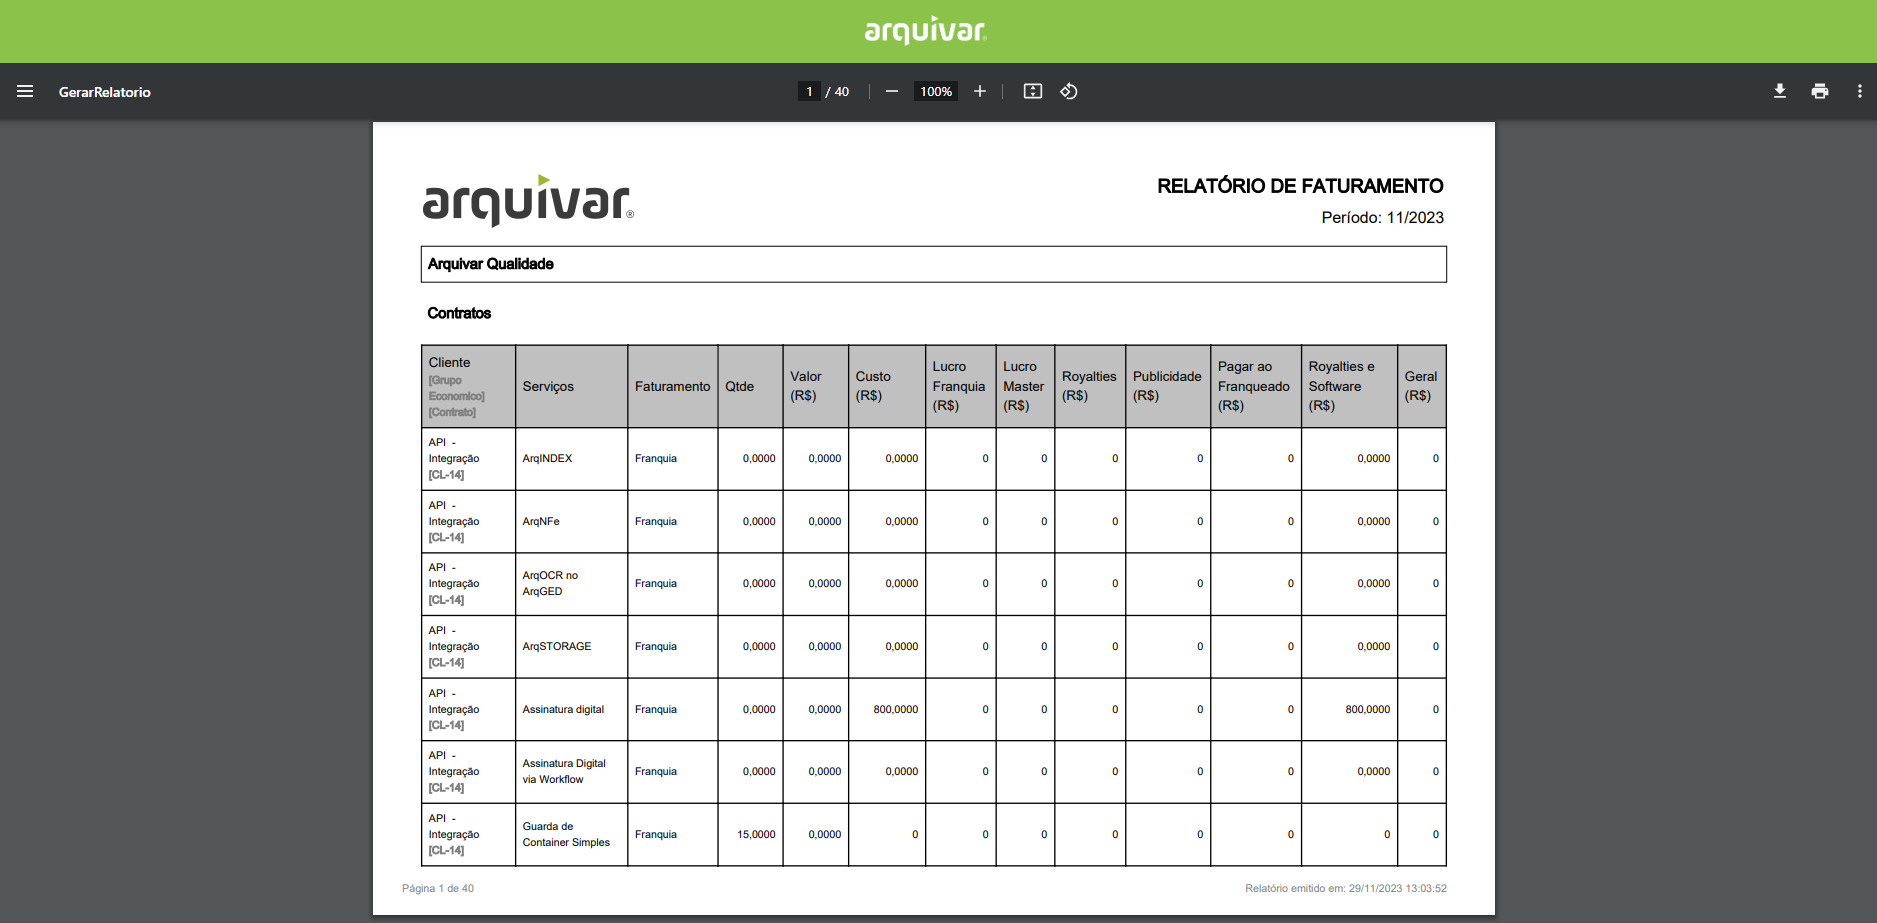 arquivar®
GerarRelatorio
1 / 40
100%
arquivar®
RELATÓRIO DE FATURAMENTO
Período: 11/2023
Arquivar Qualidade
Contratos
Cliente [Grupo Economico] [Contrato] Serviços Faturamento Qtde Valor (R$) Custo (R$) Lucro Franquia (R$) Lucro Master (R$) Royalties (R$) Publicidade (R$) Pagar ao Franqueado (R$) Royalties e Software (R$) Geral (R$)
API - Integração [CL-14] ArqINDEX Franquia 0,0000 0,0000 0,0000 0 0 0 0 0 0,0000 0
API - Integração [CL-14] ArqNFe Franquia 0,0000 0,0000 0,0000 0 0 0 0 0 0,0000 0
API - Integração [CL-14] ArqOCR no ArqGED Franquia 0,0000 0,0000 0,0000 0 0 0 0 0 0,0000 0
API - Integração [CL-14] ArqSTORAGE Franquia 0,0000 0,0000 0,0000 0 0 0 0 0 0,0000 0
API - Integração [CL-14] Assinatura digital Franquia 0,0000 0,0000 800,0000 0 0 0 0 0 800,0000 0
API - Integração [CL-14] Assinatura Digital via Workflow Franquia 0,0000 0,0000 0,0000 0 0 0 0 0 0,0000 0
API - Integração [CL-14] Guarda de Container Simples Franquia 15,0000 0,0000 0 0 0 0 0 0 0 0
Página 1 de 40
Relatório emitido em: 29/11/2023 13:03:52